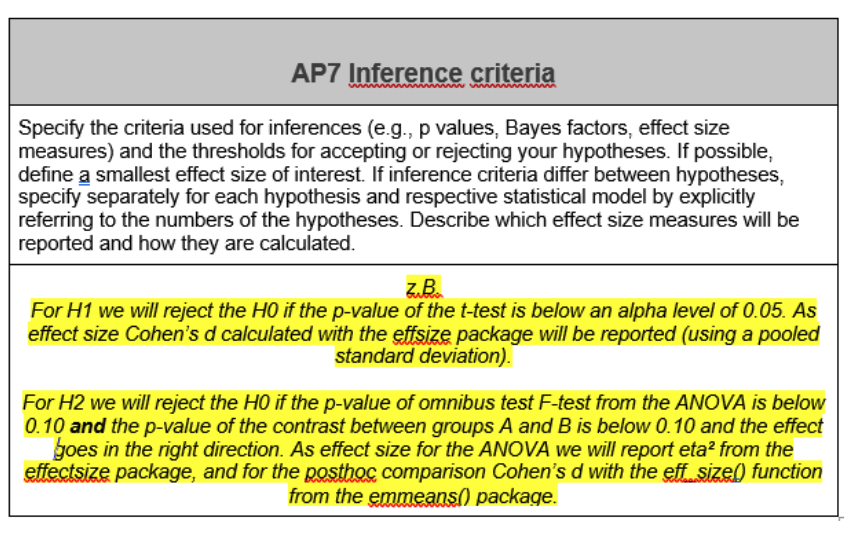 AP7 Inference criteria
Specify the criteria used for inferences (e.g., p values, Bayes factors, effect size
measures) and the thresholds for accepting or rejecting your hypotheses. If possible,
define a smallest effect size of interest. If inference criteria differ between hypotheses,
specify separately for each hypothesis and respective statistical model by explicitly
referring to the numbers of the hypotheses. Describe which effect size measures will be
reported and how they are calculated.
z.B.
For H1 we will reject the H0 if the p-value of the t-test is below an alpha level of 0.05. As
effect size Cohen's d calculated with the effsize package will be reported (using a pooled
standard deviation).
For H2 we will reject the H0 if the p-value of omnibus test F-test from the ANOVA is below
0.10 and the p-value of the contrast between groups A and B is below 0.10 and the effect
goes in the right direction. As effect size for the ANOVA we will report eta² from the
effectsize package, and for the posthoc comparison Cohen's d with the eff_size() function
from the emmeans() package.